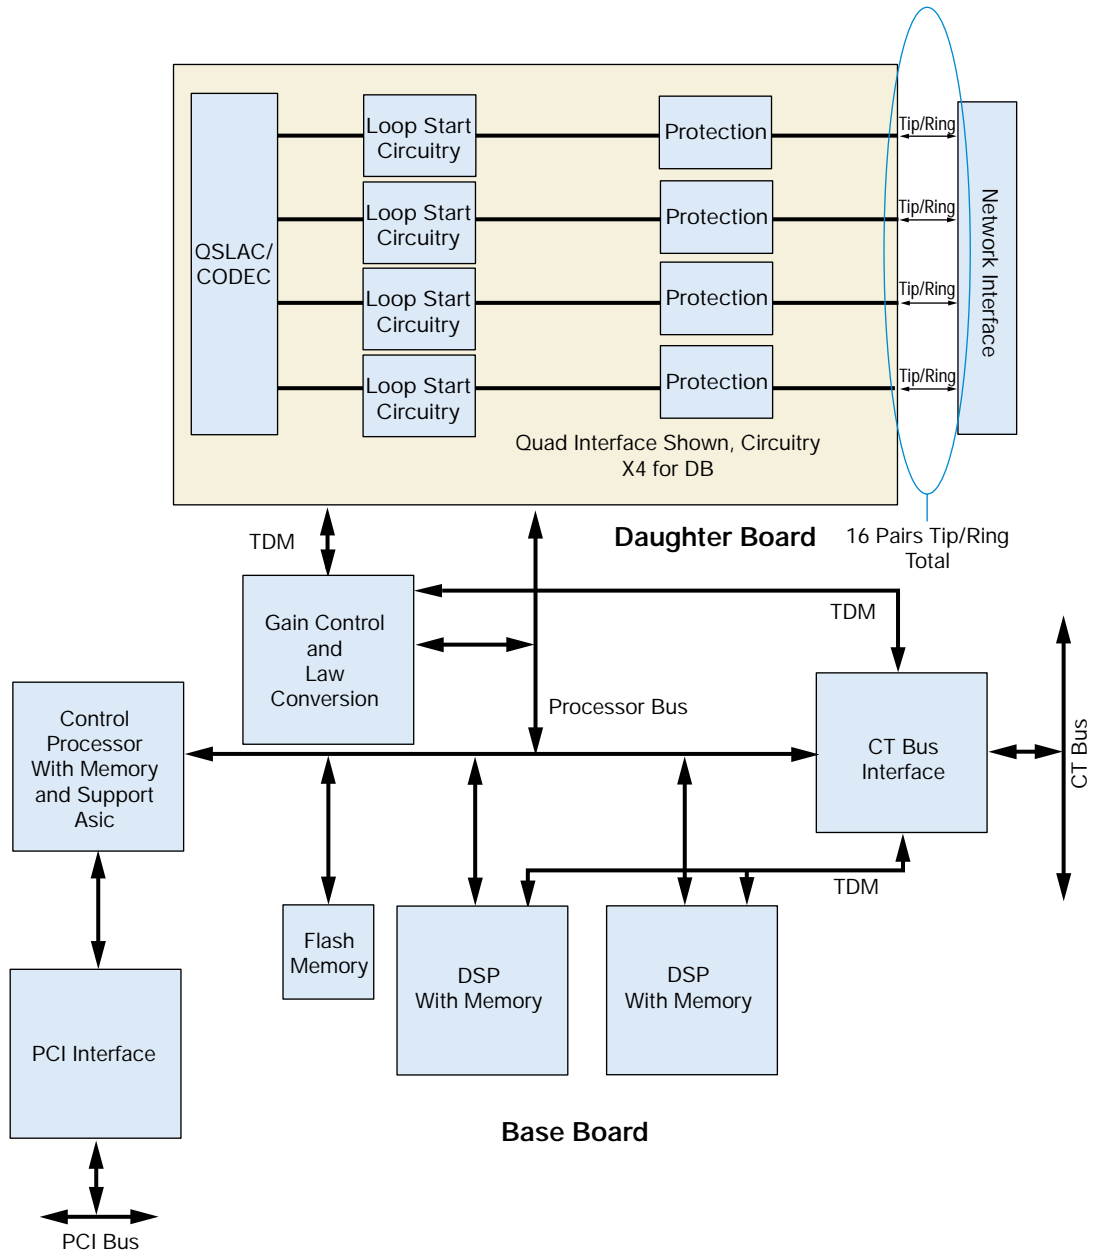 Loop Start
Circuitry
Protection
Tip/Ring
Loop Start
Circuitry
Protection
Tip/Ring
QSLAC/
CODEC
Network Interface
Loop Start
Circuitry
Protection
Tip/Ring
Loop Start
Circuitry
Protection
Tip/Ring
Quad Interface Shown, Circuitry
X4 for DB
TDM
Daughter Board
16 Pairs Tip/Ring
Total
Gain Control
and
Law
Conversion
TDM
Processor Bus
Control
Processor
With Memory
and Support
Asic
CT Bus
Interface
CT Bus
TDM
Flash
Memory
DSP
With Memory
DSP
With Memory
PCI Interface
Base Board
PCI Bus